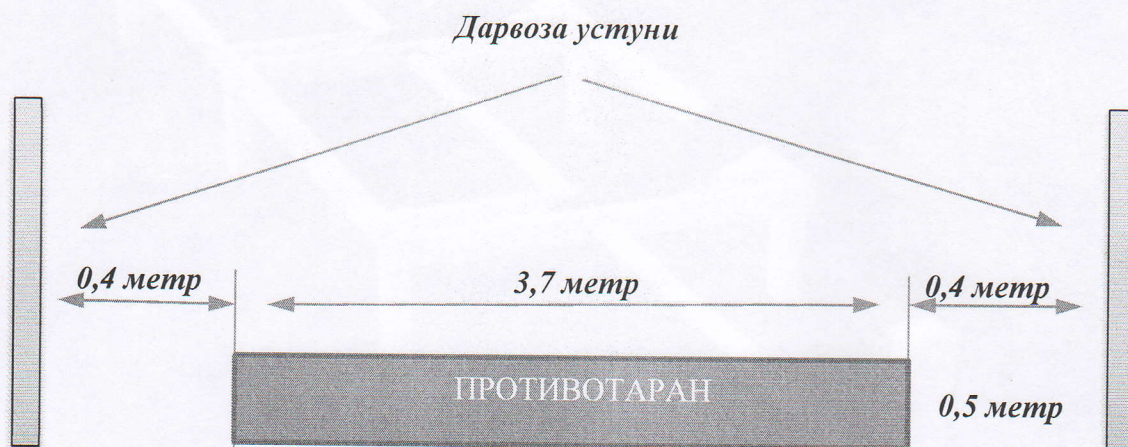 Дарвоза устуни
0,4 метр
3,7 метр
0,4 метр
ПРОТИВОТАРАН
0,5 метр